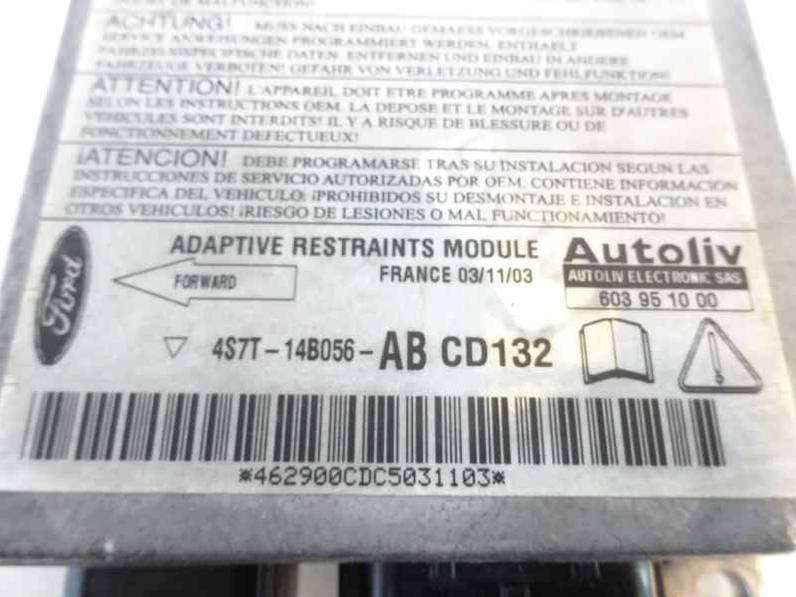 ACHTUNG! MUSS NACH EINBAU GEMAESS VORGESCHRIEBENEN OEM
SERVICE ANWEISUNGEN PROGRAMMIERT WERDEN. ENTHAELT
FAHRZEUGSPEZIFISCHE DATEN. ENTFERNEN UND EINBAU IN ANDERE
FAHRZEUGE VERBOTEN! GEFAHR VON VERLETZUNG UND FEHLFUNKTION!
ATTENTION! L'APPAREIL DOIT ETRE PROGRAMME APRES MONTAGE
SELON LES INSTRUCTIONS OEM. LA DEPOSE ET LE MONTAGE SUR D'AUTRES
VEHICULES SONT INTERDITS! IL Y A RISQUE DE BLESSURE OU DE
FONCTIONNEMENT DEFECTUEUX!
¡ATENCION! DEBE PROGRAMARSE TRAS SU INSTALACION SEGUN LAS
INSTRUCCIONES DE SERVICIO AUTORIZADAS POR OEM. CONTIENE INFORMACION
ESPECIFICA DEL VEHICULO: ¡PROHIBIDOS SU DESMONTAJE E INSTALACION EN
OTROS VEHICULOS! ¡RIESGO DE LESIONES O MAL FUNCTIONAMIENTO!
Ford
ADAPTIVE RESTRAINTS MODULE
Autoliv
FORWARD
FRANCE 03/11/03
AUTOLIV ELECTRONIC SAS
603 95 10 00
4S7T-14B056-AB CD132
*462900CDC5031103*